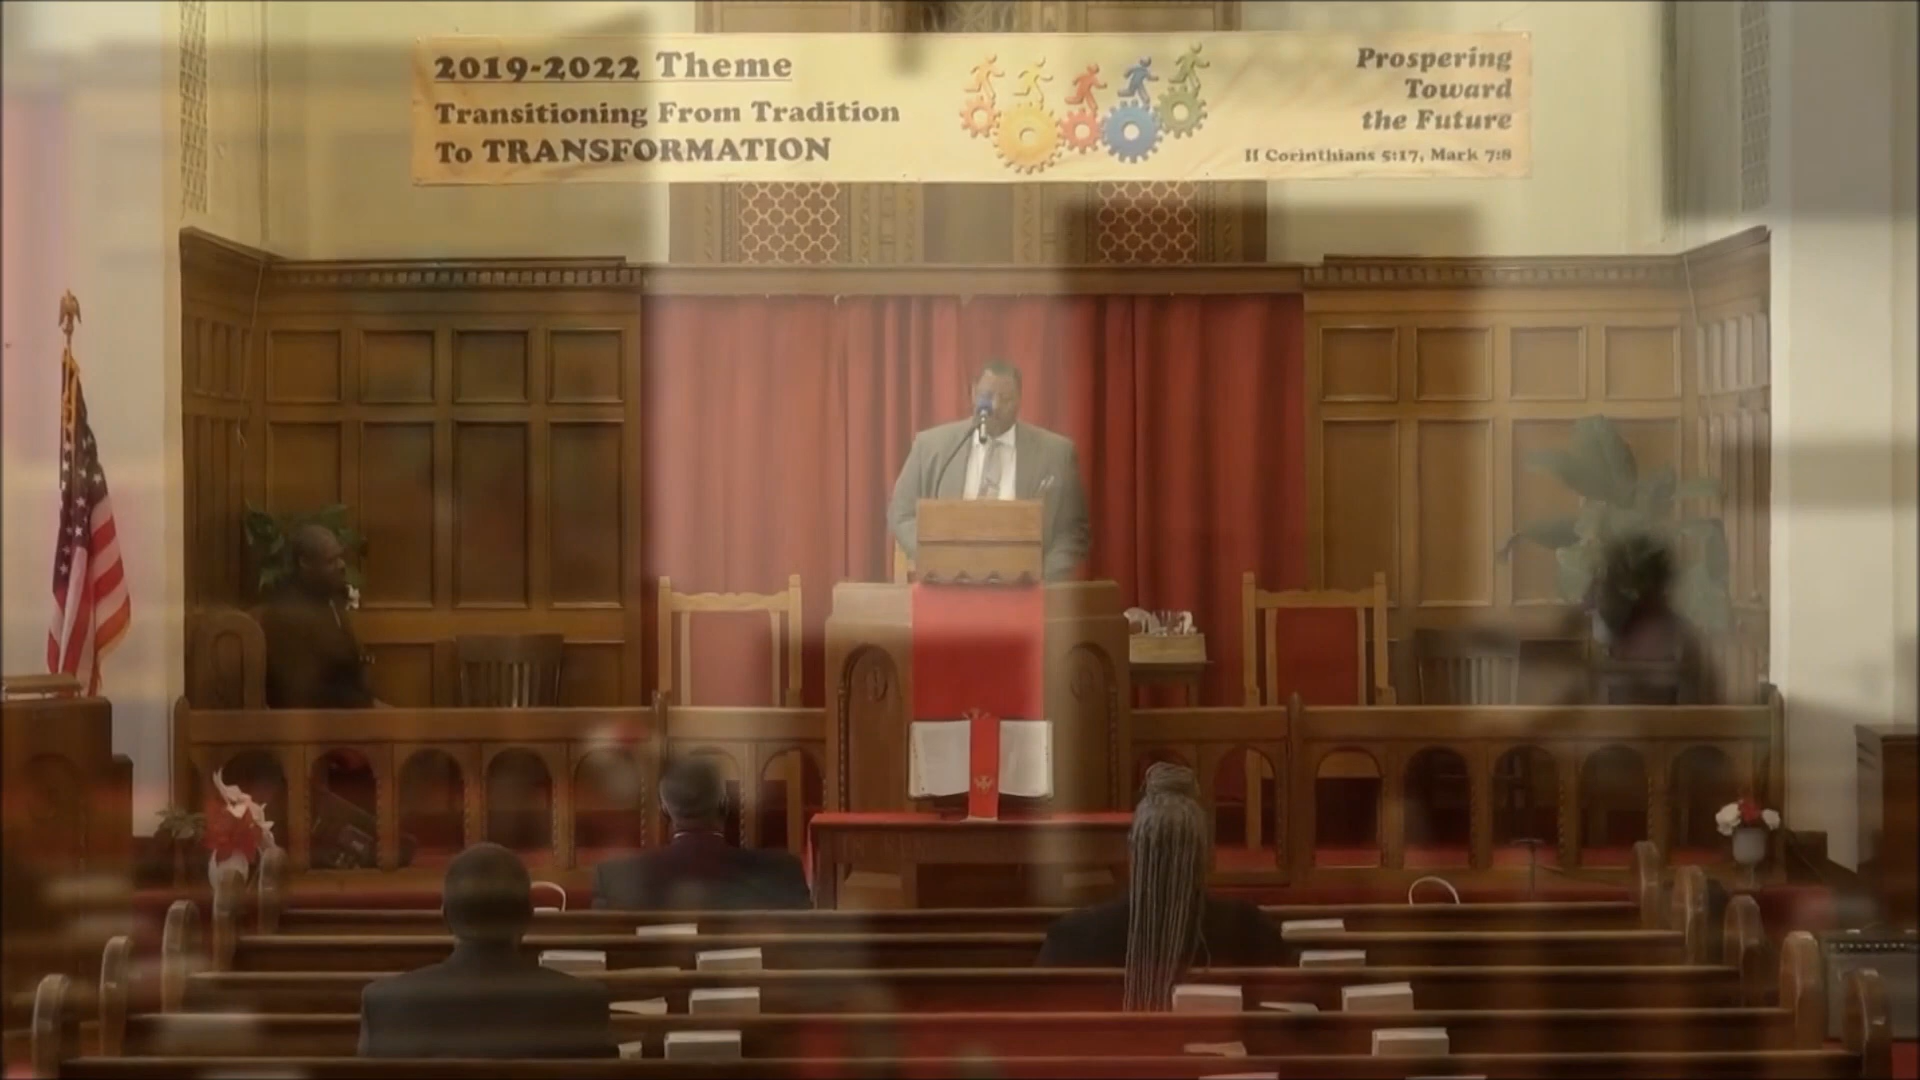 2019-2022 Theme
Transitioning From Tradition
To TRANSFORMATION
Prospering
Toward
the Future
II Corinthians 5:17, Mark 7:8